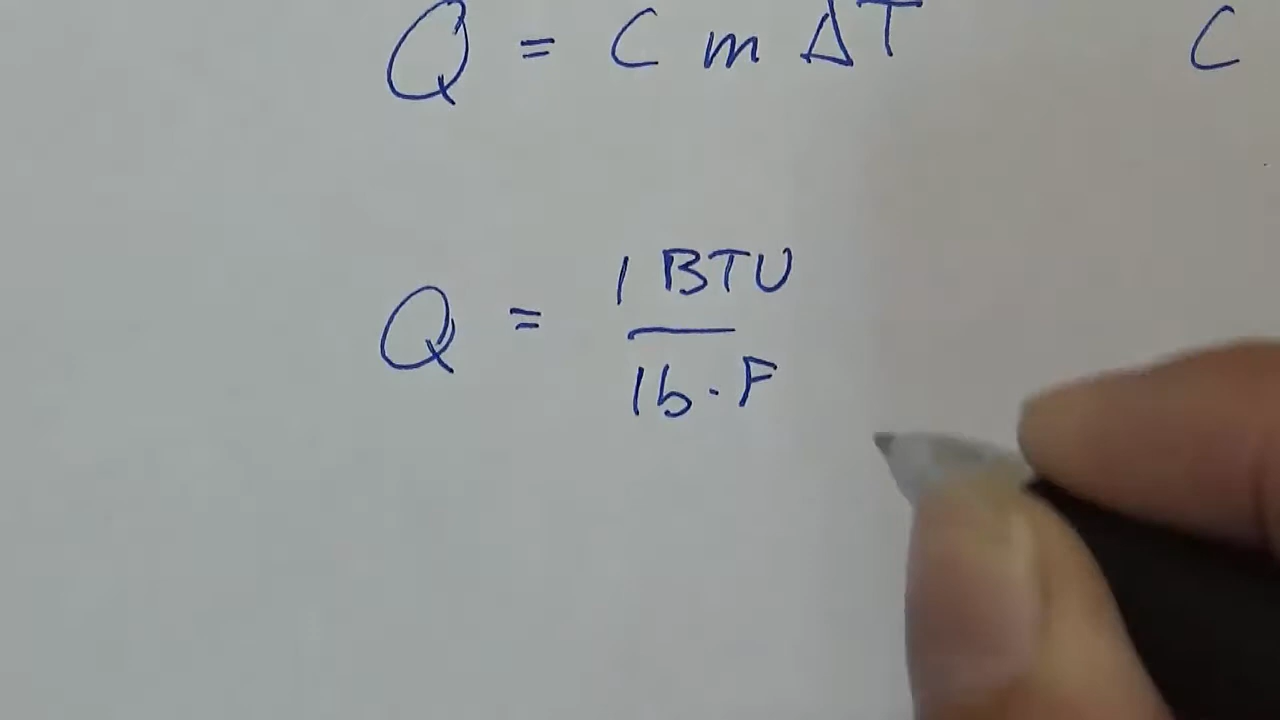 Q = C m ΔT C
Q = 1 BTU
lb·F